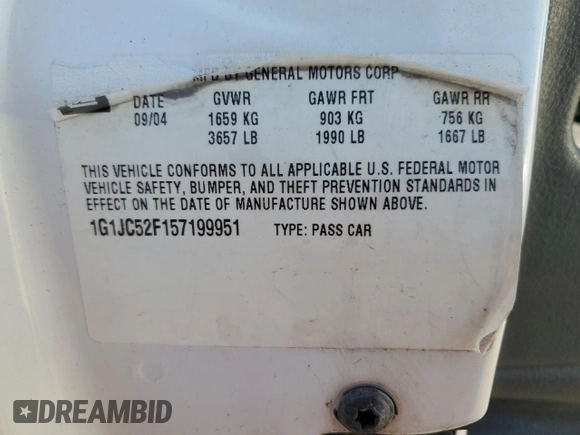 MFD BY GENERAL MOTORS CORP
DATE GVWR GAWR FRT GAWR RR
09/04 1659 KG 903 KG 756 KG
3657 LB 1990 LB 1667 LB
THIS VEHICLE CONFORMS TO ALL APPLICABLE U.S. FEDERAL MOTOR
VEHICLE SAFETY, BUMPER, AND THEFT PREVENTION STANDARDS IN
EFFECT ON THE DATE OF MANUFACTURE SHOWN ABOVE.
1G1JC52F157199951 TYPE: PASS CAR
DREAMBID